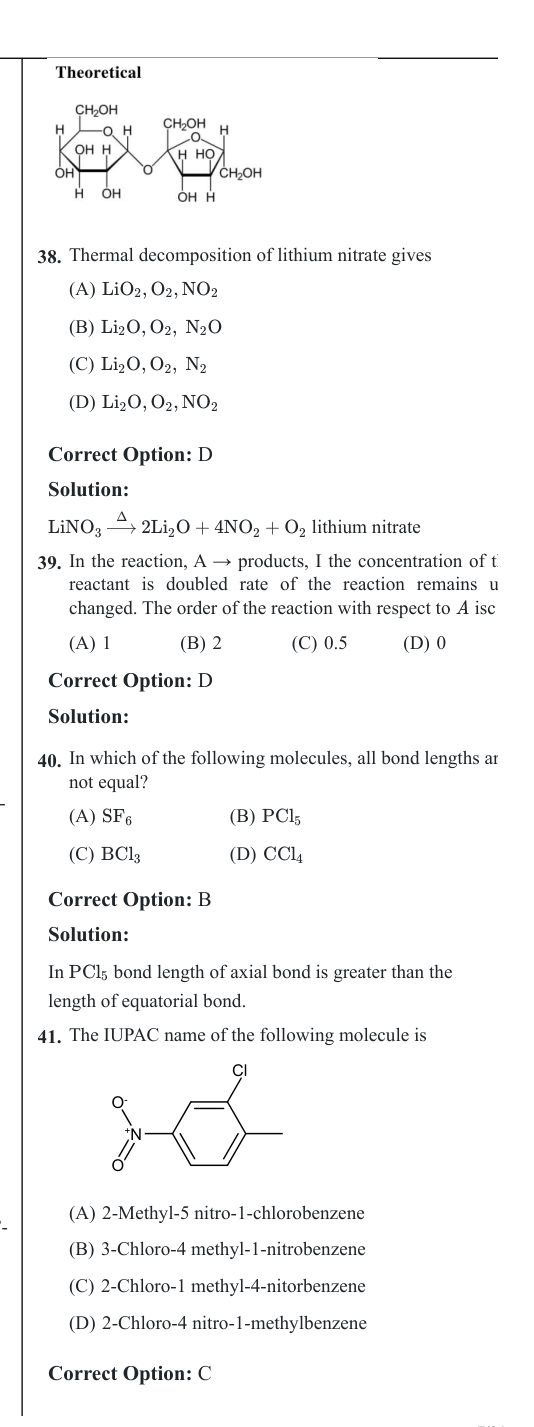 Theoretical
CH₂OH
H O H CH₂OH O H
OH H H HO
OH O CH₂OH
H OH OH H
38. Thermal decomposition of lithium nitrate gives
(A) LiO₂, O₂, NO₂
(B) Li₂O, O₂, N₂O
(C) Li₂O, O₂, N₂
(D) Li₂O, O₂, NO₂
Correct Option: D
Solution:
LiNO₃ —Δ→ 2Li₂O + 4NO₂ + O₂ lithium nitrate
39. In the reaction, A → products, I the concentration of
reactant is doubled rate of the reaction remains u
changed. The order of the reaction with respect to A isc
(A) 1 (B) 2 (C) 0.5 (D) 0
Correct Option: D
Solution:
40. In which of the following molecules, all bond lengths ar
not equal?
(A) SF₆ (B) PCl₅
(C) BCl₃ (D) CCl₄
Correct Option: B
Solution:
In PCl₅ bond length of axial bond is greater than the
length of equatorial bond.
41. The IUPAC name of the following molecule is
Cl
O⁻
⁺N
O
(A) 2-Methyl-5 nitro-1-chlorobenzene
(B) 3-Chloro-4 methyl-1-nitrobenzene
(C) 2-Chloro-1 methyl-4-nitorbenzene
(D) 2-Chloro-4 nitro-1-methylbenzene
Correct Option: C